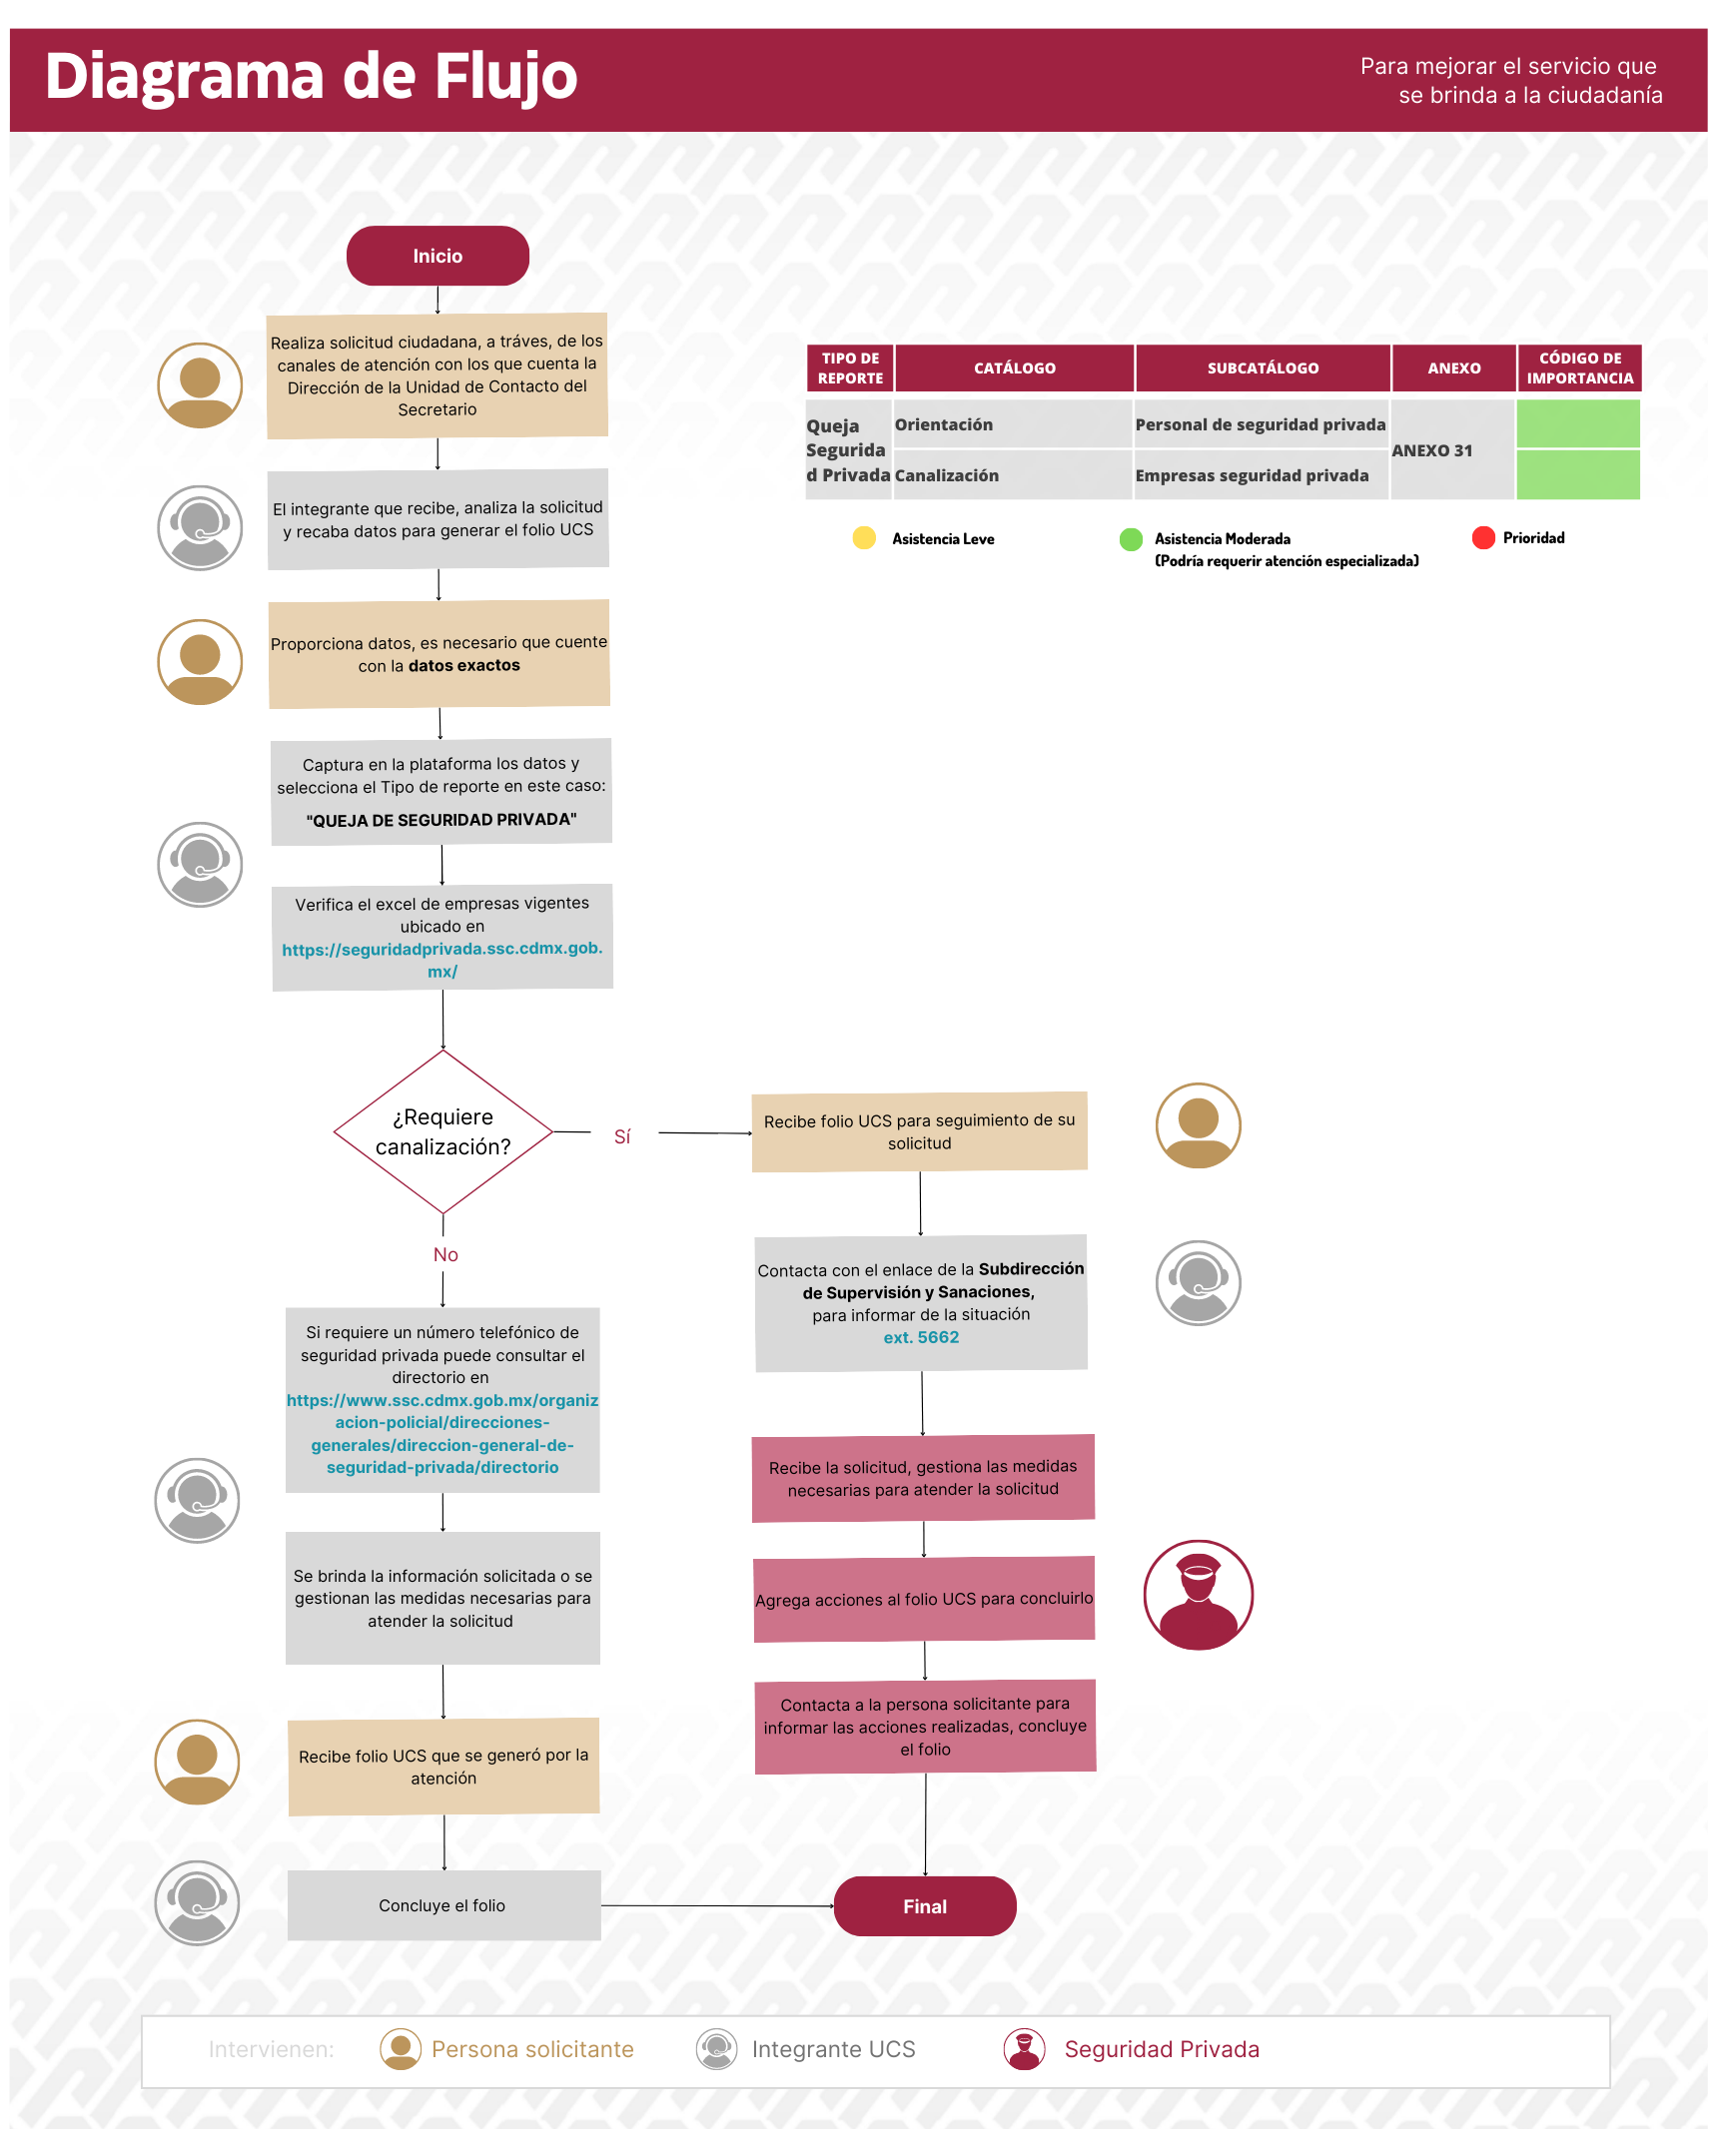 Diagrama de Flujo
Para mejorar el servicio que
se brinda a la ciudadanía
Inicio
Realiza solicitud ciudadana, a tráves, de los
canales de atención con los que cuenta la
Dirección de la Unidad de Contacto del
Secretario
El integrante que recibe, analiza la solicitud
y recaba datos para generar el folio UCS
Proporciona datos, es necesario que cuente
con la datos exactos
Captura en la plataforma los datos y
selecciona el Tipo de reporte en este caso:
"QUEJA DE SEGURIDAD PRIVADA"
Verifica el excel de empresas vigentes
ubicado en
https://seguridadprivada.ssc.cdmx.gob.
mx/
TIPO DE
REPORTE
CATÁLOGO
SUBCATÁLOGO
ANEXO
CÓDIGO DE
IMPORTANCIA
Queja
Segurida
d Privada
Orientación
Personal de seguridad privada
ANEXO 31
Canalización
Empresas seguridad privada
Asistencia Leve
Asistencia Moderada
(Podría requerir atención especializada)
Prioridad
¿Requiere
canalización?
Sí
No
Recibe folio UCS para seguimiento de su
solicitud
Contacta con el enlace de la Subdirección
de Supervisión y Sanaciones,
para informar de la situación
ext. 5662
Recibe la solicitud, gestiona las medidas
necesarias para atender la solicitud
Agrega acciones al folio UCS para concluirlo
Contacta a la persona solicitante para
informar las acciones realizadas, concluye
el folio
Si requiere un número telefónico de
seguridad privada puede consultar el
directorio en
https://www.ssc.cdmx.gob.mx/organiz
acion-policial/direcciones-
generales/direccion-general-de-
seguridad-privada/directorio
Se brinda la información solicitada o se
gestionan las medidas necesarias para
atender la solicitud
Recibe folio UCS que se generó por la
atención
Concluye el folio
Final
Intervienen:
Persona solicitante
Integrante UCS
Seguridad Privada